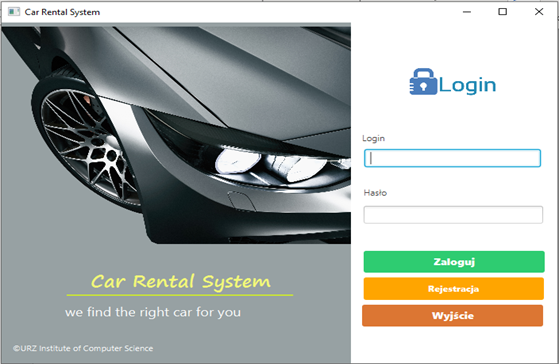 Car Rental System
Login
Login
Hasło
Zaloguj
Rejestracja
Wyjście
Car Rental System
we find the right car for you
©URZ Institute of Computer Science